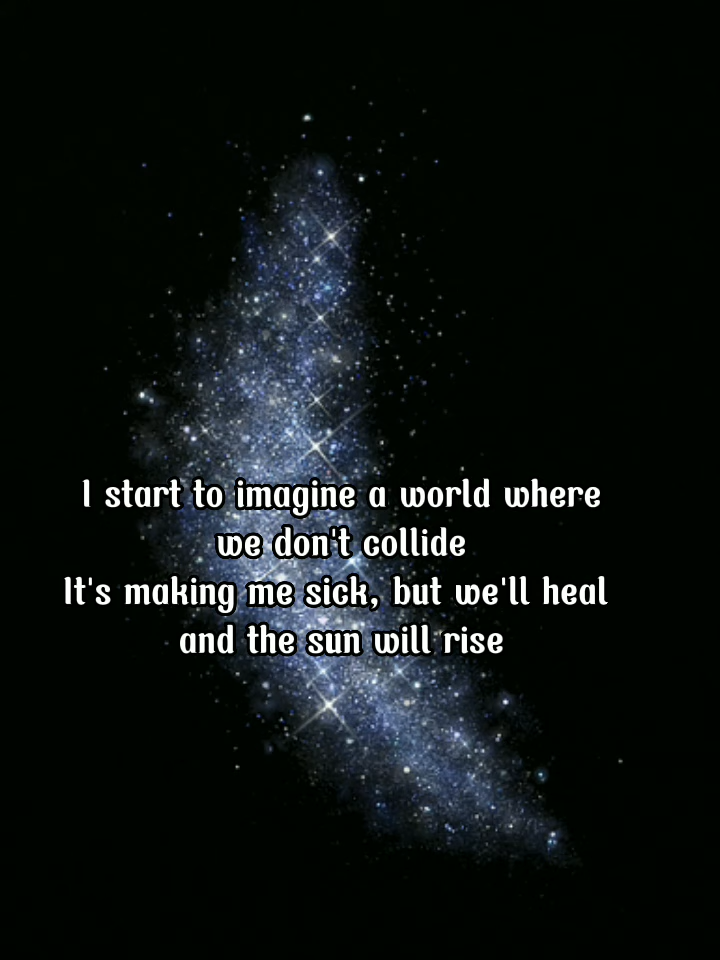 I start to imagine a world where
we don't collide
It's making me sick, but we'll heal
and the sun will rise